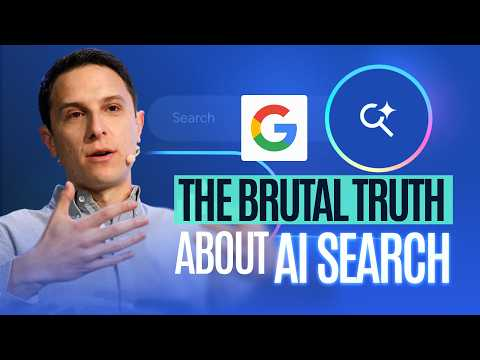 Search
G
THE BRUTAL TRUTH
ABOUT AI SEARCH